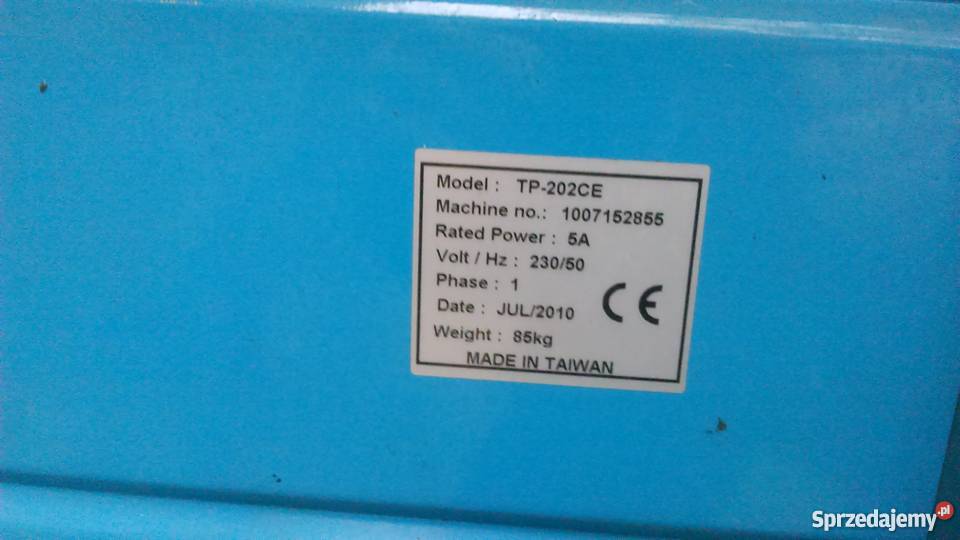 Model : TP-202CE
Machine no.: 1007152855
Rated Power : 5A
Volt / Hz : 230/50
Phase : 1
Date : JUL/2010
CE
Weight : 85kg
MADE IN TAIWAN
Sprzedajemy.pl